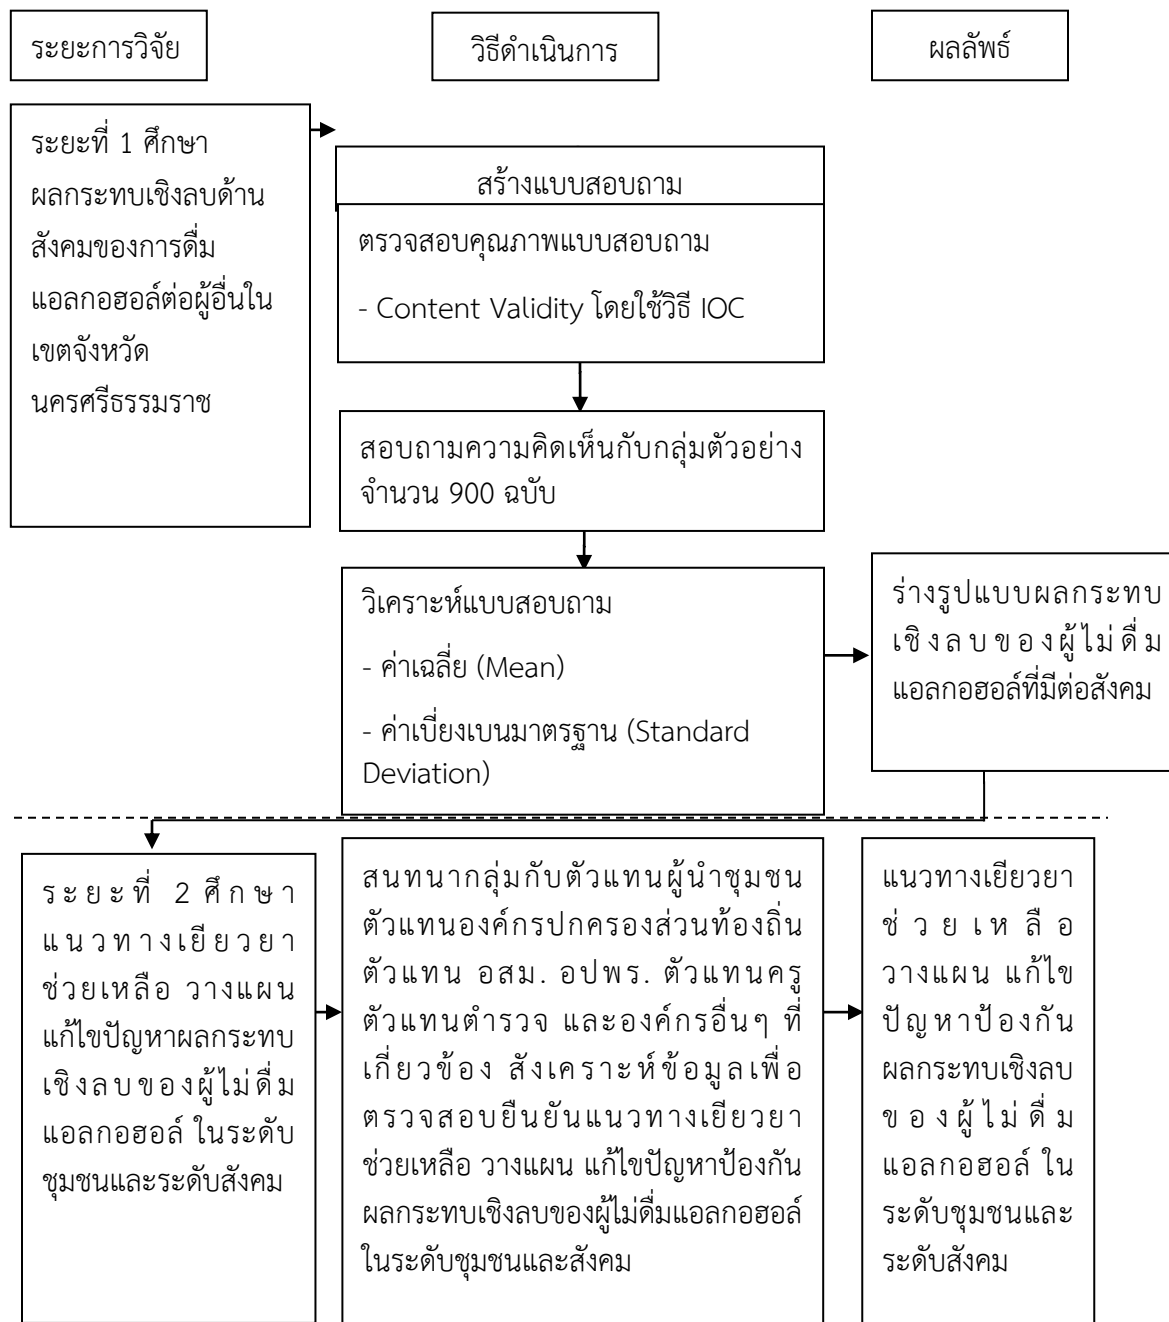 ระยะการวิจัย
วิธีดำเนินการ
ผลลัพธ์
ระยะที่ 1 ศึกษา
ผลกระทบเชิงลบด้าน
สังคมของการดื่ม
แอลกอฮอล์ต่อผู้อื่นใน
เขตจังหวัด
นครศรีธรรมราช
สร้างแบบสอบถาม
ตรวจสอบคุณภาพแบบสอบถาม
- Content Validity โดยใช้วิธี IOC
สอบถามความคิดเห็นกับกลุ่มตัวอย่าง
จำนวน 900 ฉบับ
วิเคราะห์แบบสอบถาม
- ค่าเฉลี่ย (Mean)
- ค่าเบี่ยงเบนมาตรฐาน (Standard
Deviation)
ร่างรูปแบบผลกระทบ
เชิงลบของผู้ไม่ดื่ม
แอลกอฮอล์ที่มีต่อสังคม
ระยะที่ 2 ศึกษา
แนวทางเยียวยา
ช่วยเหลือ วางแผน
แก้ไขปัญหาผลกระทบ
เชิงลบของผู้ไม่ดื่ม
แอลกอฮอล์ ในระดับ
ชุมชนและระดับสังคม
สนทนากลุ่มกับตัวแทนผู้นำชุมชน
ตัวแทนองค์กรปกครองส่วนท้องถิ่น
ตัวแทน อสม. อปพร. ตัวแทนครู
ตัวแทนตำรวจ และองค์กรอื่นๆ ที่
เกี่ยวข้อง สังเคราะห์ข้อมูลเพื่อ
ตรวจสอบยืนยันแนวทางเยียวยา
ช่วยเหลือ วางแผน แก้ไขปัญหาป้องกัน
ผลกระทบเชิงลบของผู้ไม่ดื่มแอลกอฮอล์
ในระดับชุมชนและสังคม
แนวทางเยียวยา
ช่วยเหลือ
วางแผน แก้ไข
ปัญหาป้องกัน
ผลกระทบเชิงลบ
ของผู้ไม่ดื่ม
แอลกอฮอล์ ใน
ระดับชุมชนและ
ระดับสังคม